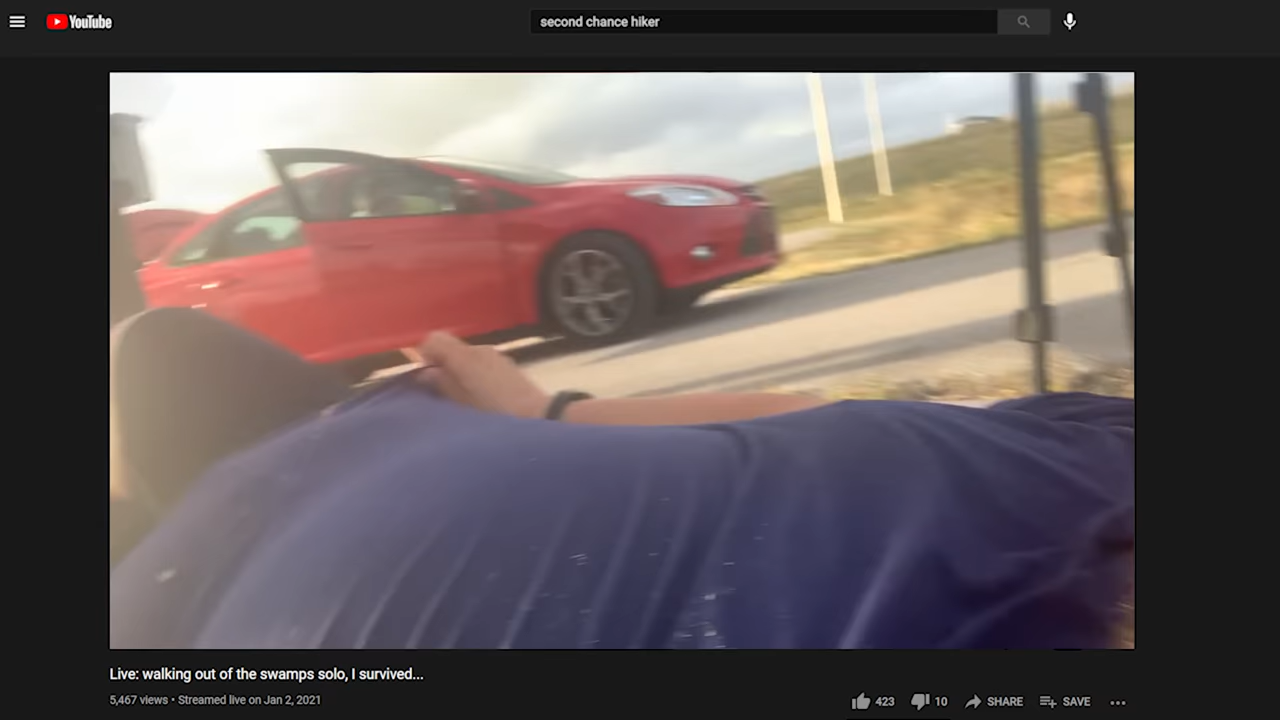 YouTube
second chance hiker
Live: walking out of the swamps solo, I survived...
5,467 views • Streamed live on Jan 2, 2021
423
10
SHARE
SAVE